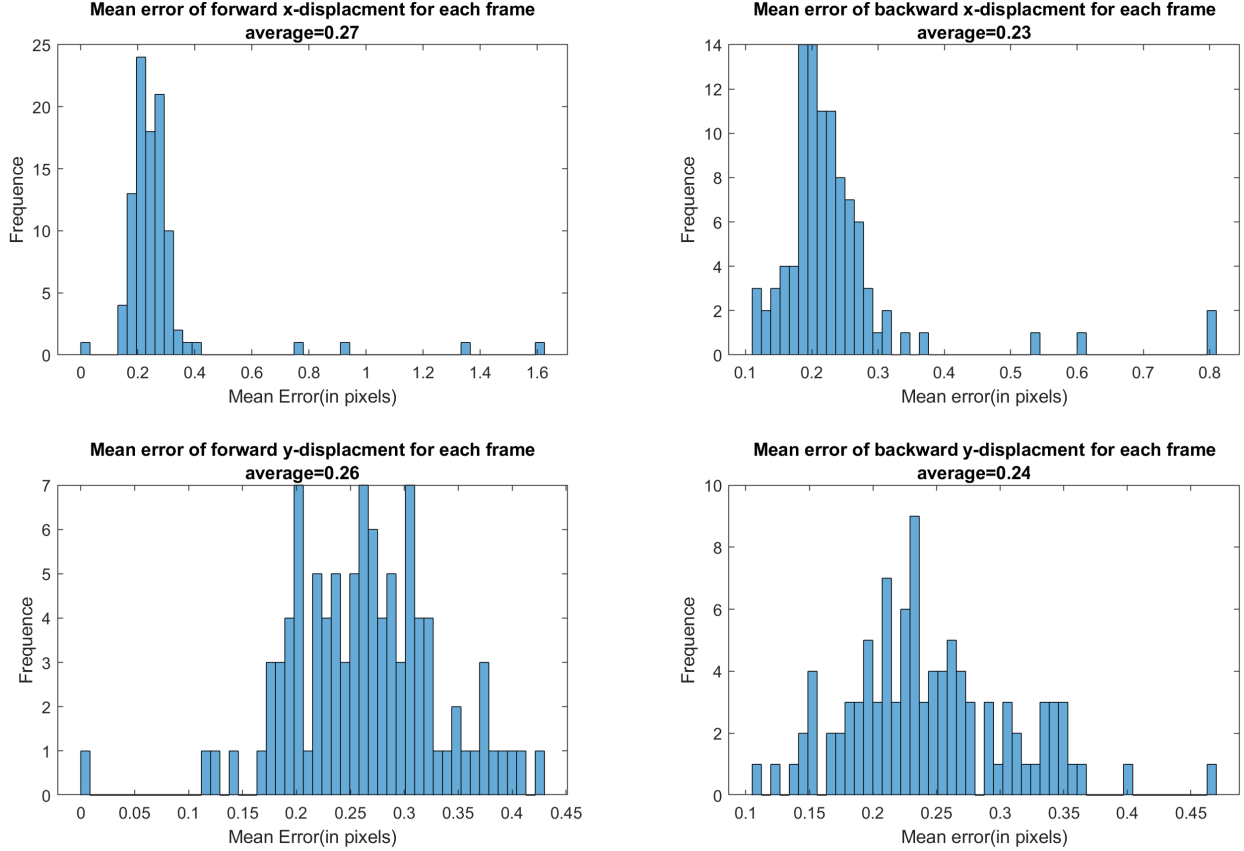 Mean error of forward x-displacment for each frame
average=0.27
25
20
15
10
5
0
Frequence
0 0.2 0.4 0.6 0.8 1 1.2 1.4 1.6
Mean Error(in pixels)
Mean error of backward x-displacment for each frame
average=0.23
14
12
10
8
6
4
2
0
Frequence
0.1 0.2 0.3 0.4 0.5 0.6 0.7 0.8
Mean error(in pixels)
Mean error of forward y-displacment for each frame
average=0.26
7
6
5
4
3
2
1
0
Frequence
0 0.05 0.1 0.15 0.2 0.25 0.3 0.35 0.4 0.45
Mean Error(in pixels)
Mean error of backward y-displacment for each frame
average=0.24
10
8
6
4
2
0
Frequence
0.1 0.15 0.2 0.25 0.3 0.35 0.4 0.45
Mean error(in pixels)